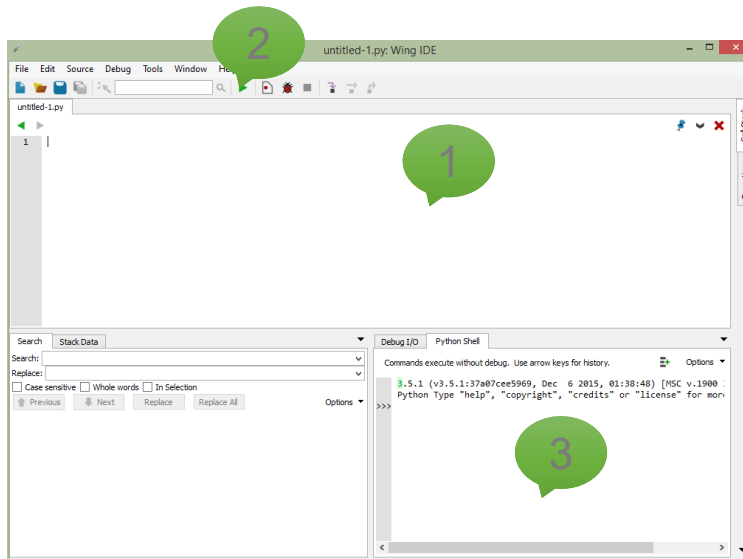 2
untitled-1.py: Wing IDE
File Edit Source Debug Tools Window
untitled-1.py
1
1
Search Stack Data
Debug I/O Python Shell
Search:
Replace:
Case sensitive Whole words In Selection
Previous Next Replace Replace All Options
Commands execute without debug. Use arrow keys for history. Options
3.5.1 (v3.5.1:37a07cee5969, Dec 6 2015, 01:38:48) [MSC v.1900
Python Type "help", "copyright", "credits" or "license" for more
>>>
3